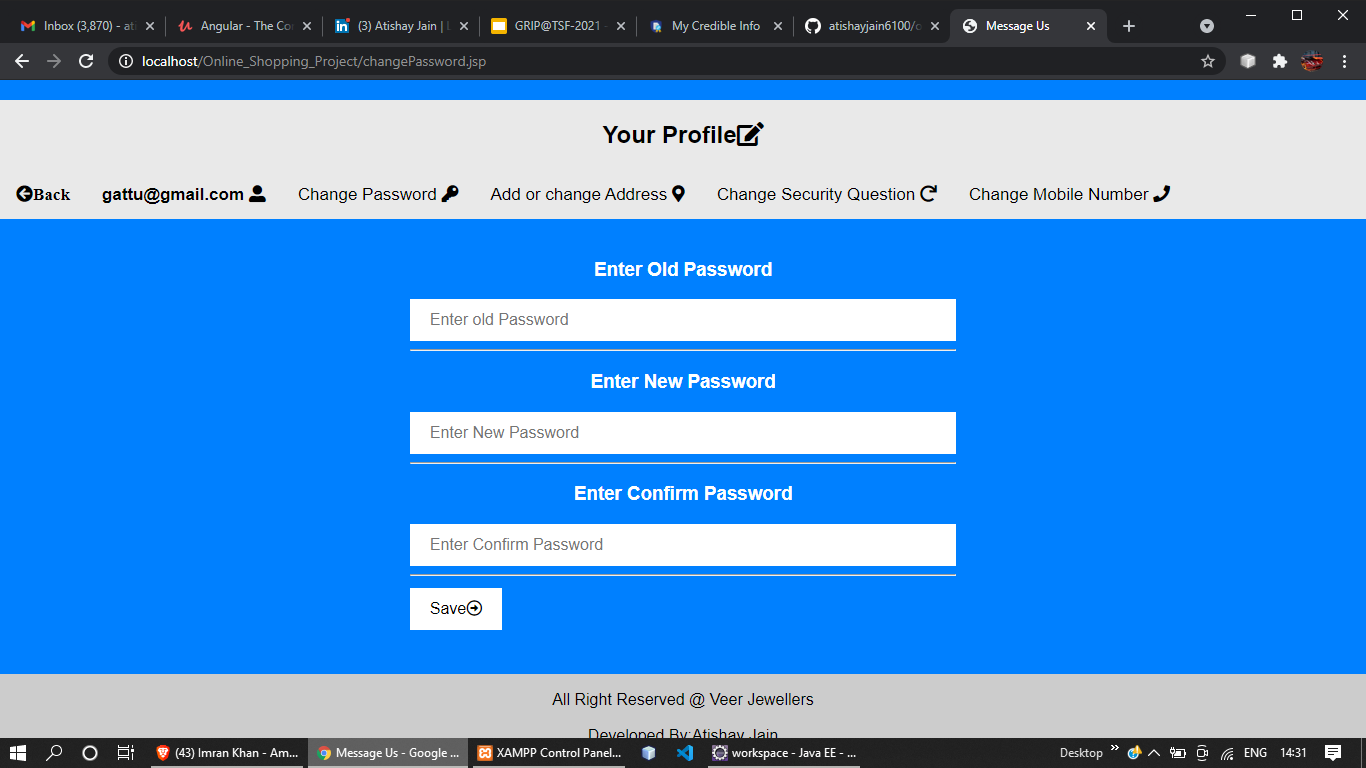 Inbox (3,870) - ati
Angular - The Co
(3) Atishay Jain |
GRIP@TSF-2021 -
My Credible Info
atishayjain6100/o
Message Us
localhost/Online_Shopping_Project/changePassword.jsp
Your Profile
Back gattu@gmail.com Change Password Add or change Address Change Security Question Change Mobile Number
Enter Old Password
Enter old Password
Enter New Password
Enter New Password
Enter Confirm Password
Enter Confirm Password
Save
All Right Reserved @ Veer Jewellers
Developed By:Atishay Jain
(43) Imran Khan - Am... Message Us - Google ... XAMPP Control Panel... workspace - Java EE - ... Desktop ENG 14:31